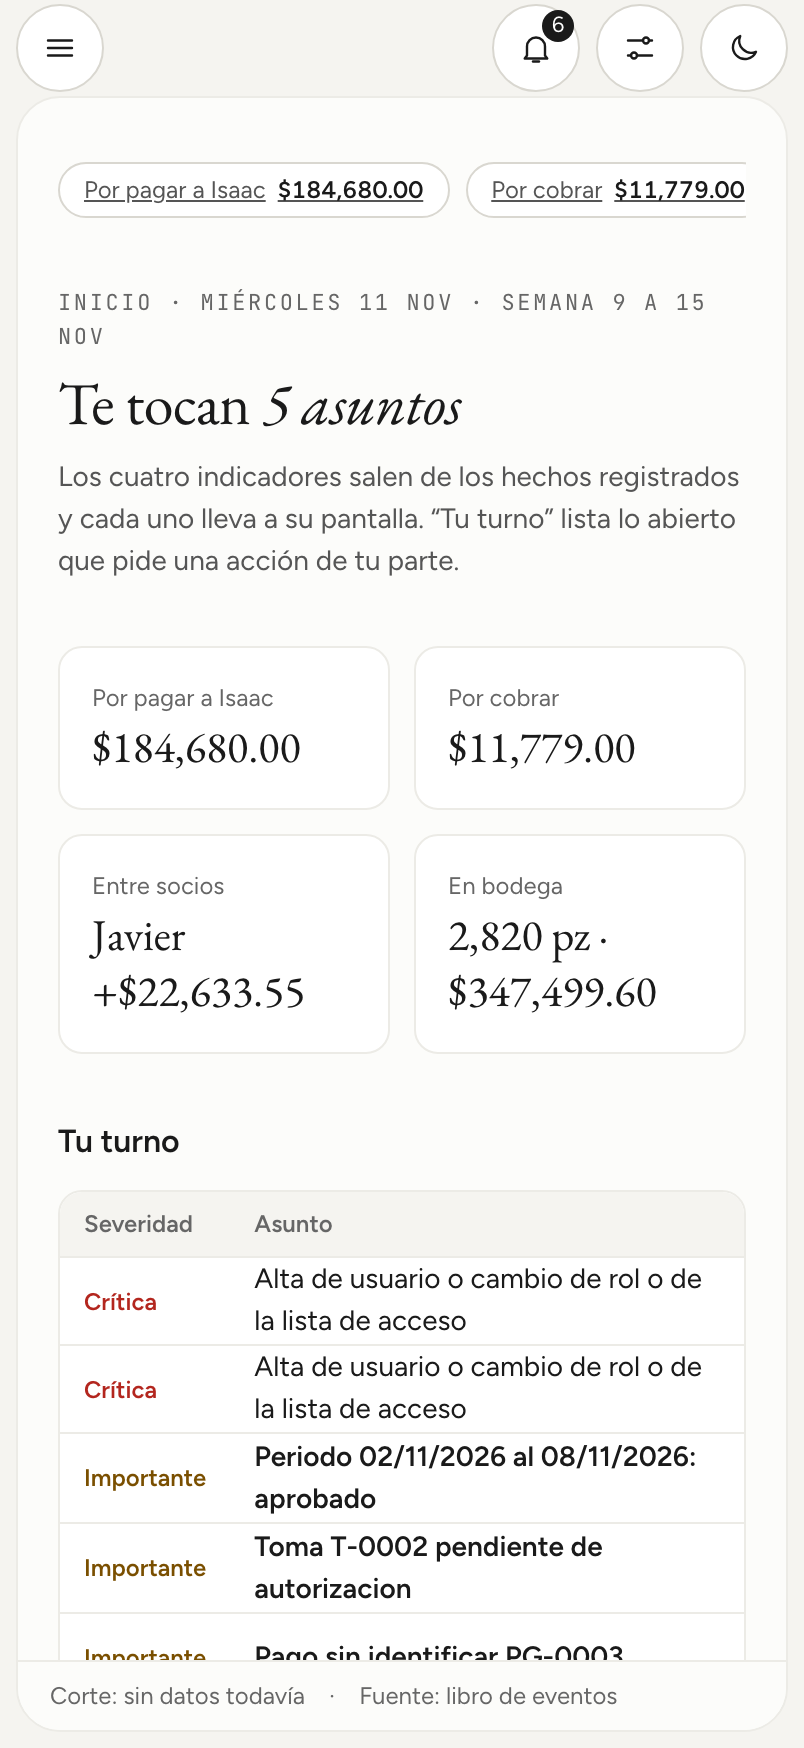 6
Por pagar a Isaac $184,680.00
Por cobrar $11,779.00
INICIO · MIÉRCOLES 11 NOV · SEMANA 9 A 15
NOV
Te tocan 5 asuntos
Los cuatro indicadores salen de los hechos registrados
y cada uno lleva a su pantalla. “Tu turno” lista lo abierto
que pide una acción de tu parte.
Por pagar a Isaac
$184,680.00
Por cobrar
$11,779.00
Entre socios
Javier
+$22,633.55
En bodega
2,820 pz ·
$347,499.60
Tu turno
Severidad Asunto
Crítica
Alta de usuario o cambio de rol o de
la lista de acceso
Crítica
Alta de usuario o cambio de rol o de
la lista de acceso
Importante
Periodo 02/11/2026 al 08/11/2026:
aprobado
Importante
Toma T-0002 pendiente de
autorizacion
Importante
Pago sin identificar PG-0003
Corte: sin datos todavía · Fuente: libro de eventos